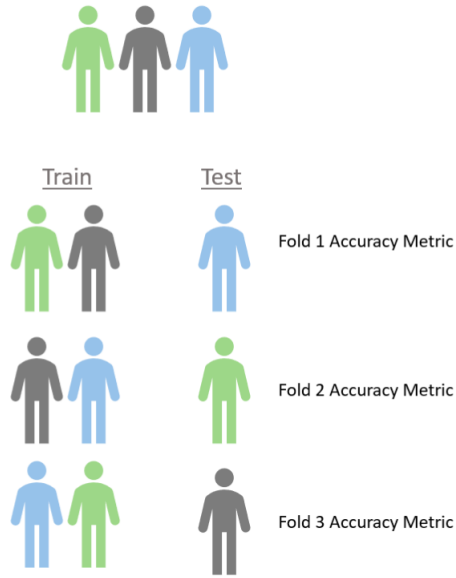 Train Test
Fold 1 Accuracy Metric
Fold 2 Accuracy Metric
Fold 3 Accuracy Metric